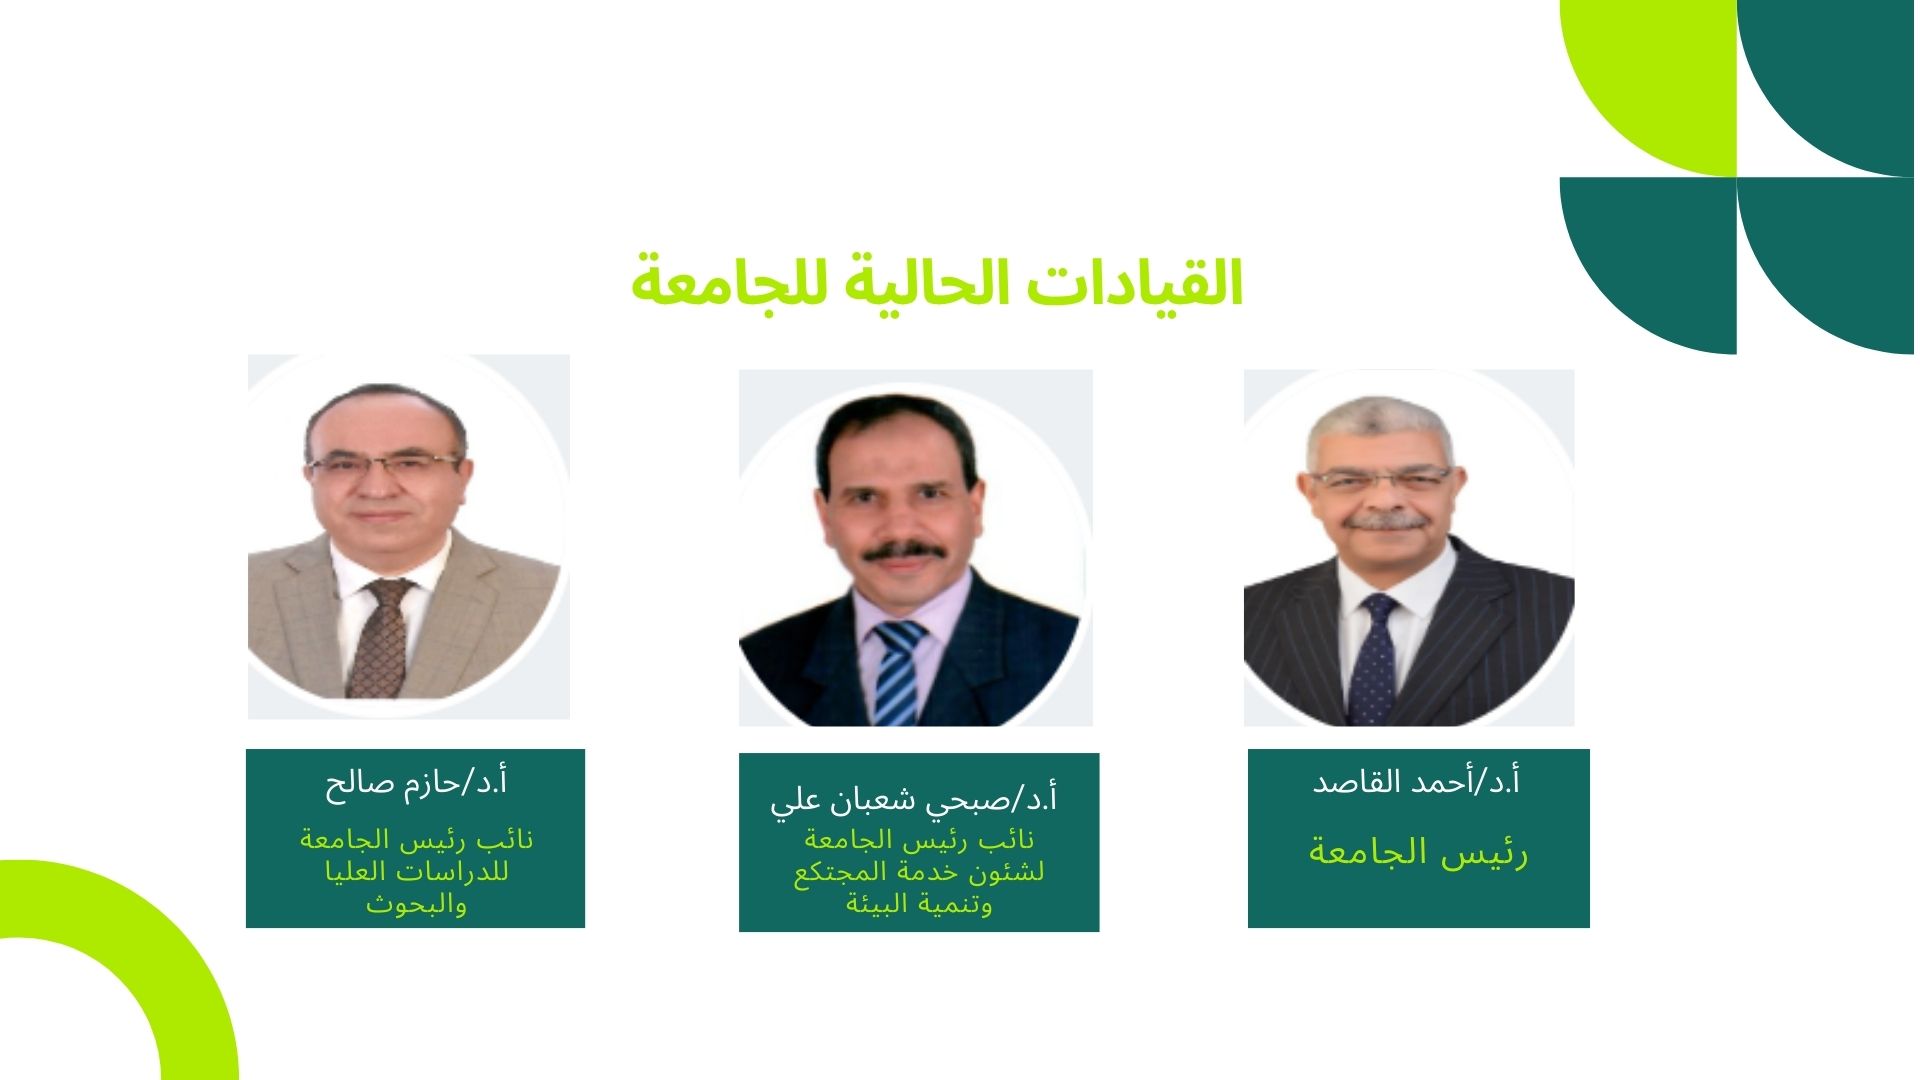 القيادات الحالية للجامعة
أ.د/أحمد القاصد
رئيس الجامعة
أ.د/صبحي شعبان علي
نائب رئيس الجامعة
لشئون خدمة المجتكع
وتنمية البيئة
أ.د/حازم صالح
نائب رئيس الجامعة
للدراسات العليا
والبحوث